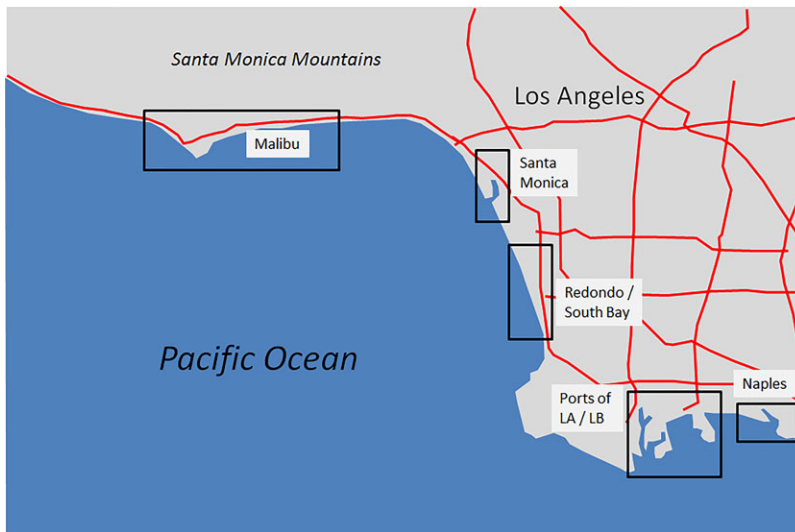 Santa Monica Mountains
Los Angeles
Malibu
Santa
Monica
Redondo /
South Bay
Pacific Ocean
Naples
Ports of
LA / LB